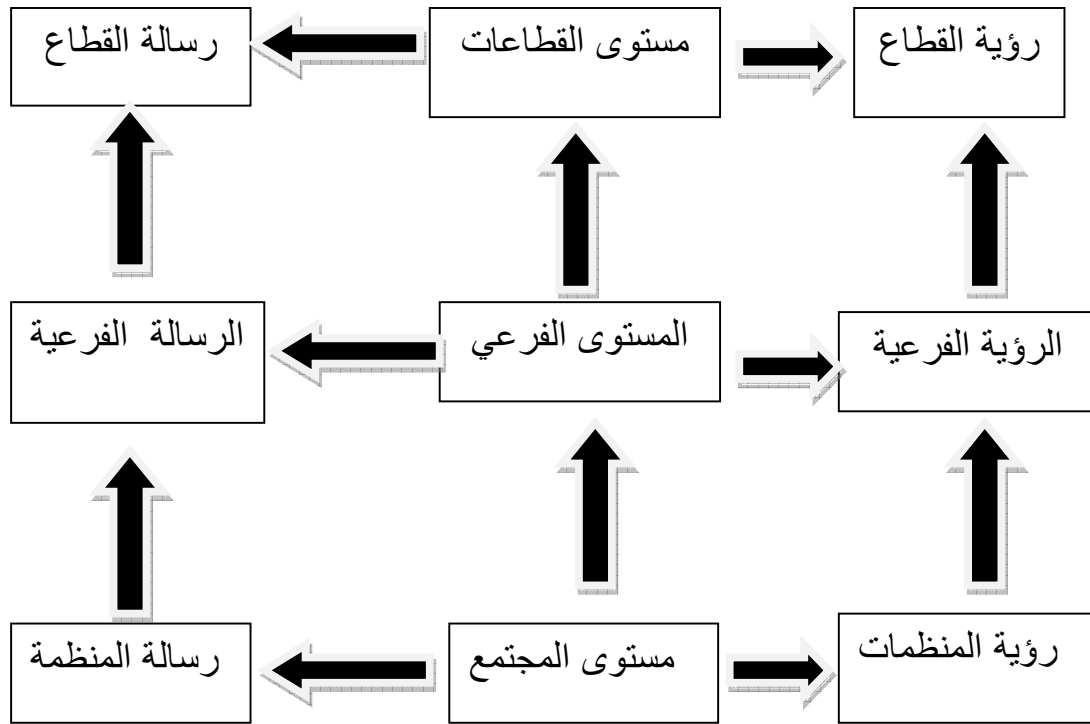 رؤية القطاع
مستوى القطاعات
رسالة القطاع
الرؤية الفرعية
المستوى الفرعي
الرسالة الفرعية
رؤية المنظمات
مستوى المجتمع
رسالة المنظمة